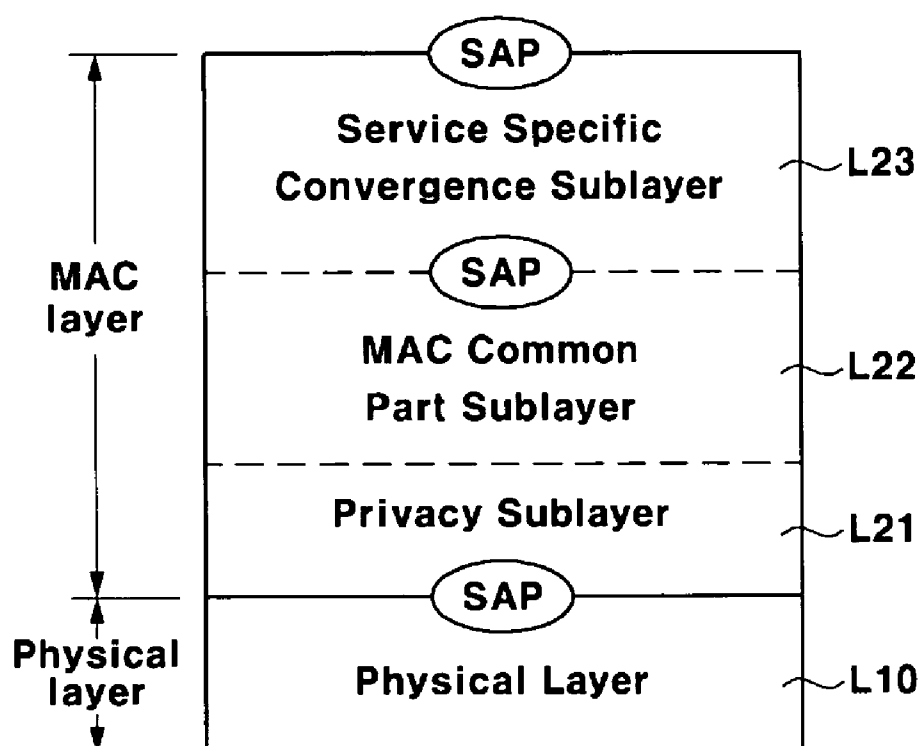 SAP
Service Specific
Convergence Sublayer
L23
SAP
MAC
layer
MAC Common
Part Sublayer
L22
Privacy Sublayer
L21
SAP
Physical
layer
Physical Layer
L10